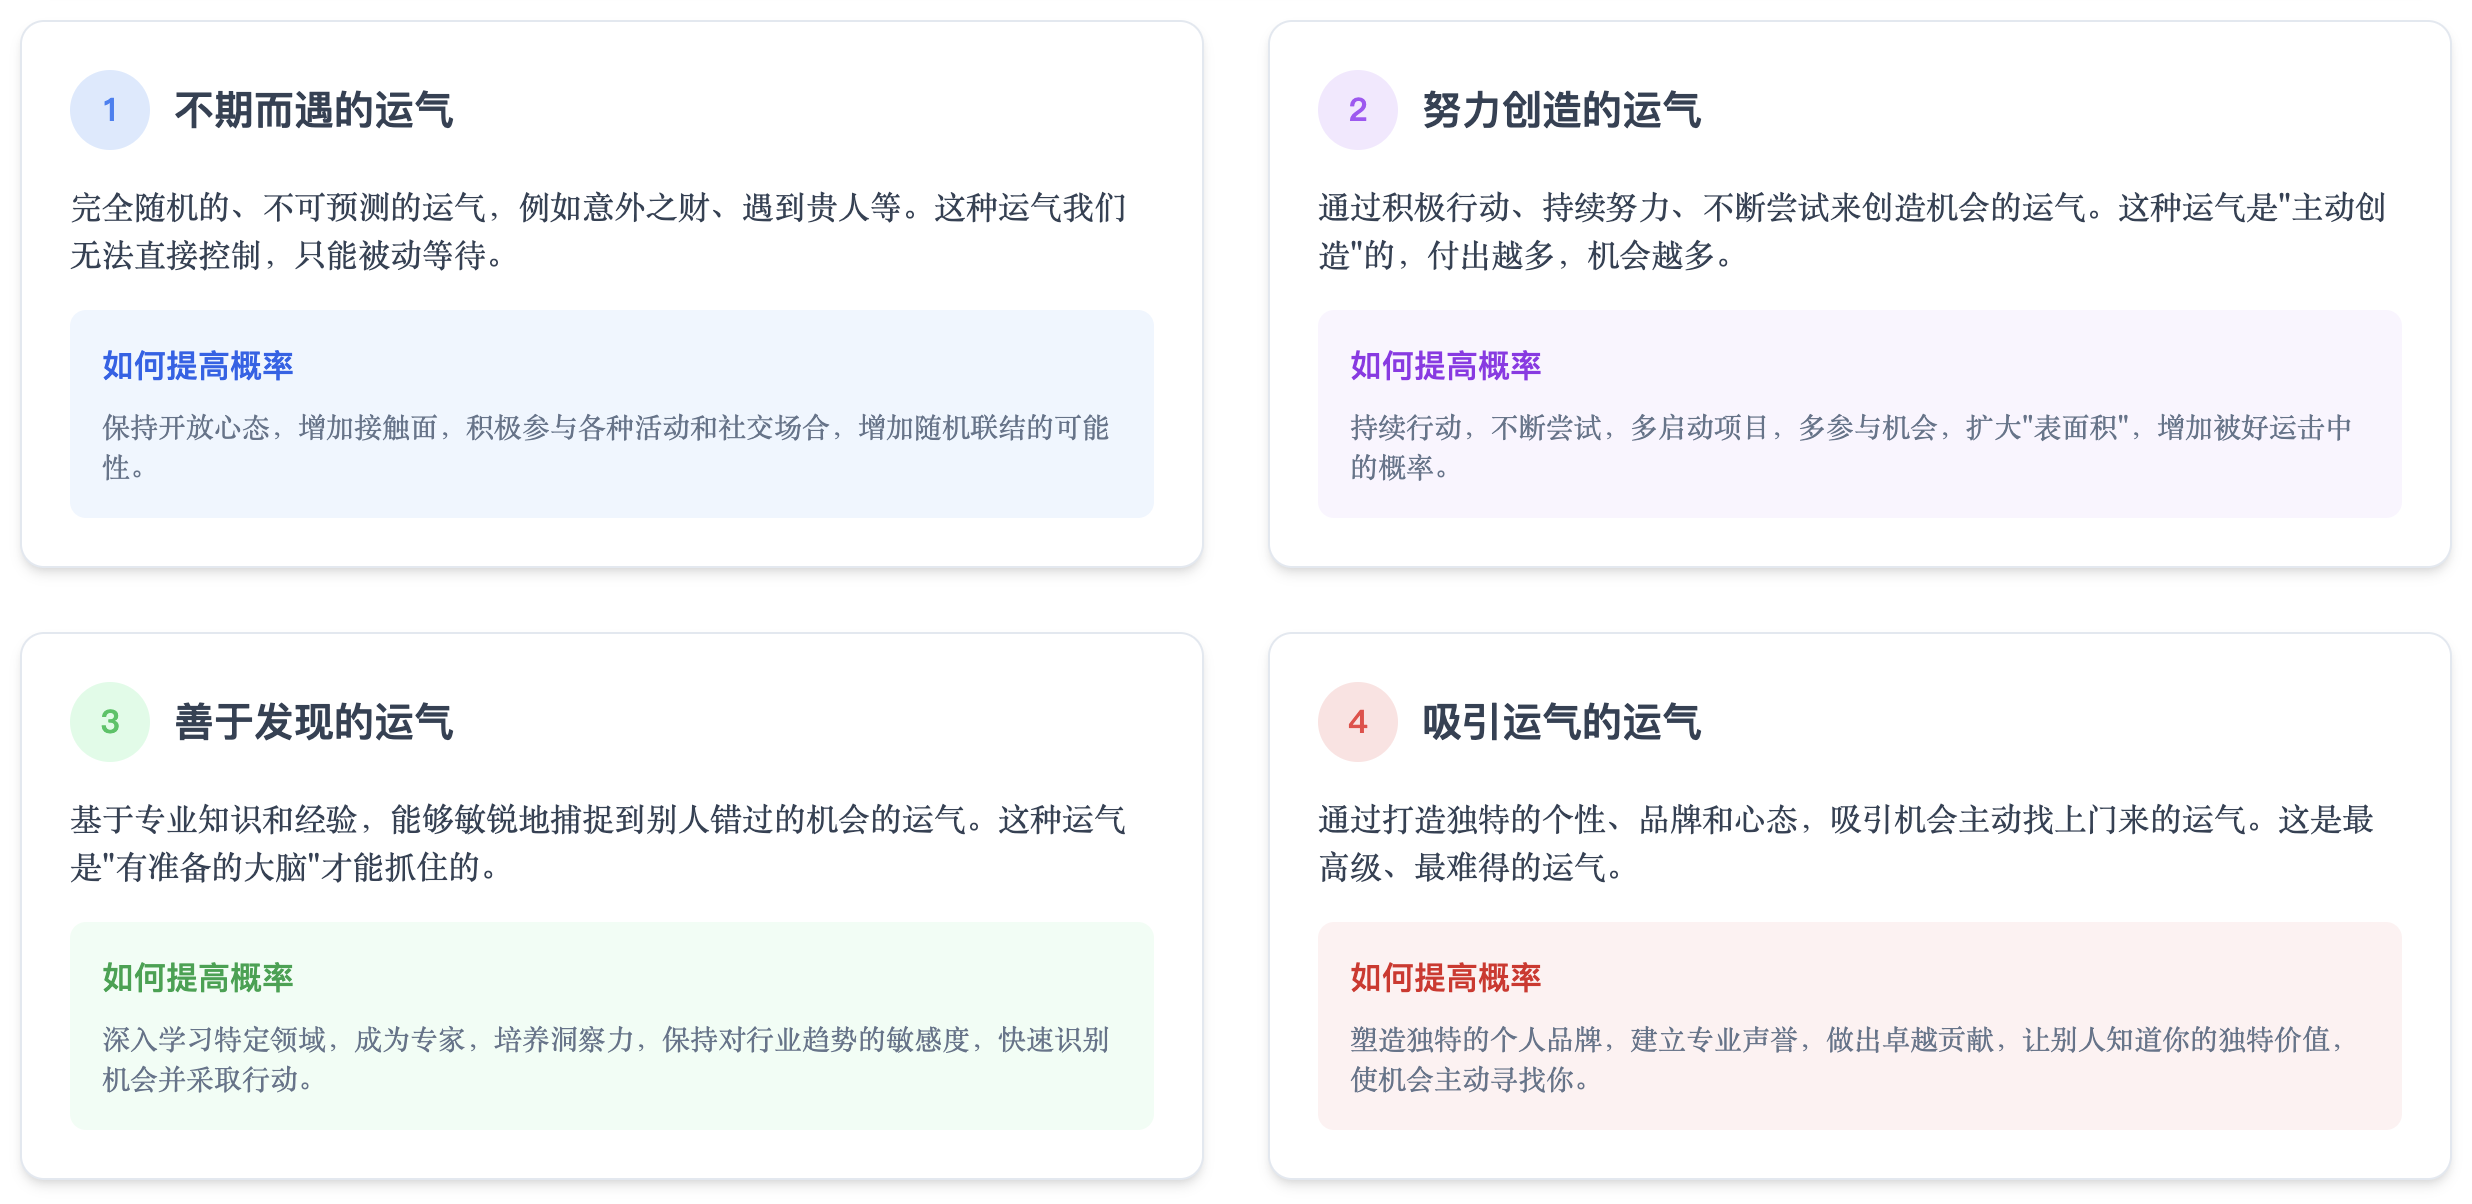 1
不期而遇的运气
完全随机的、不可预测的运气，例如意外之财、遇到贵人等。这种运气我们
无法直接控制，只能被动等待。
如何提高概率
保持开放心态，增加接触面，积极参与各种活动和社交场合，增加随机联结的可能
性。
2
努力创造的运气
通过积极行动、持续努力、不断尝试来创造机会的运气。这种运气是"主动创
造"的，付出越多，机会越多。
如何提高概率
持续行动，不断尝试，多启动项目，多参与机会，扩大"表面积"，增加被好运击中
的概率。
3
善于发现的运气
基于专业知识和经验，能够敏锐地捕捉到别人错过的机会的运气。这种运气
是"有准备的大脑"才能抓住的。
如何提高概率
深入学习特定领域，成为专家，培养洞察力，保持对行业趋势的敏感度，快速识别
机会并采取行动。
4
吸引运气的运气
通过打造独特的个性、品牌和心态，吸引机会主动找上门来的运气。这是最
高级、最难得的运气。
如何提高概率
塑造独特的个人品牌，建立专业声誉，做出卓越贡献，让别人知道你的独特价值，
使机会主动寻找你。